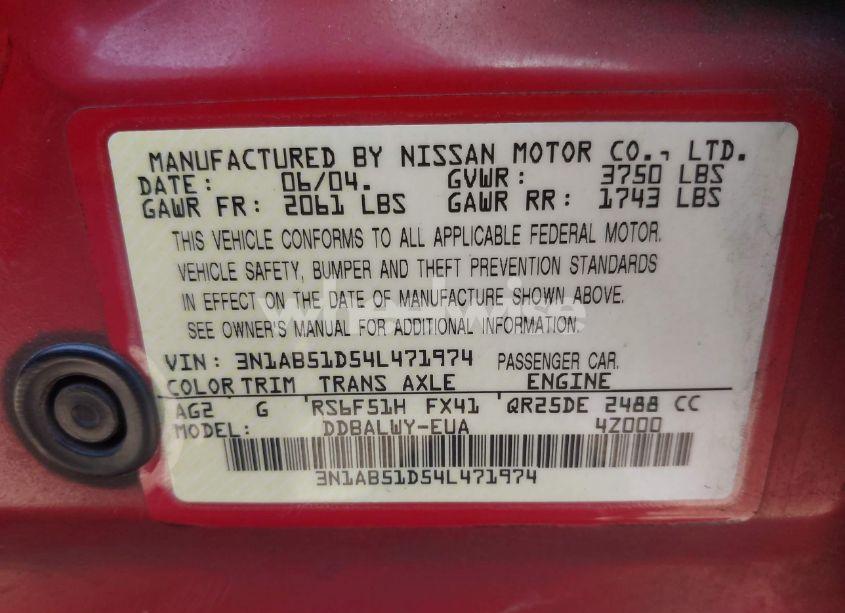 MANUFACTURED BY NISSAN MOTOR CO., LTD.
DATE: 06/04. GVWR: 3750 LBS
GAWR FR: 2061 LBS GAWR RR: 1743 LBS
THIS VEHICLE CONFORMS TO ALL APPLICABLE FEDERAL MOTOR.
VEHICLE SAFETY, BUMPER AND THEFT PREVENTION STANDARDS
IN EFFECT ON THE DATE OF MANUFACTURE SHOWN ABOVE.
wheelwise
SEE OWNER'S MANUAL FOR ADDITIONAL INFORMATION.
VIN: 3N1AB51D54L471974 PASSENGER CAR.
COLOR TRIM TRANS AXLE ENGINE
AG2 G RS6F51H FX41 QR25DE 2488 CC
MODEL: DDBALWY-EUA 4Z000
3N1AB51D54L471974